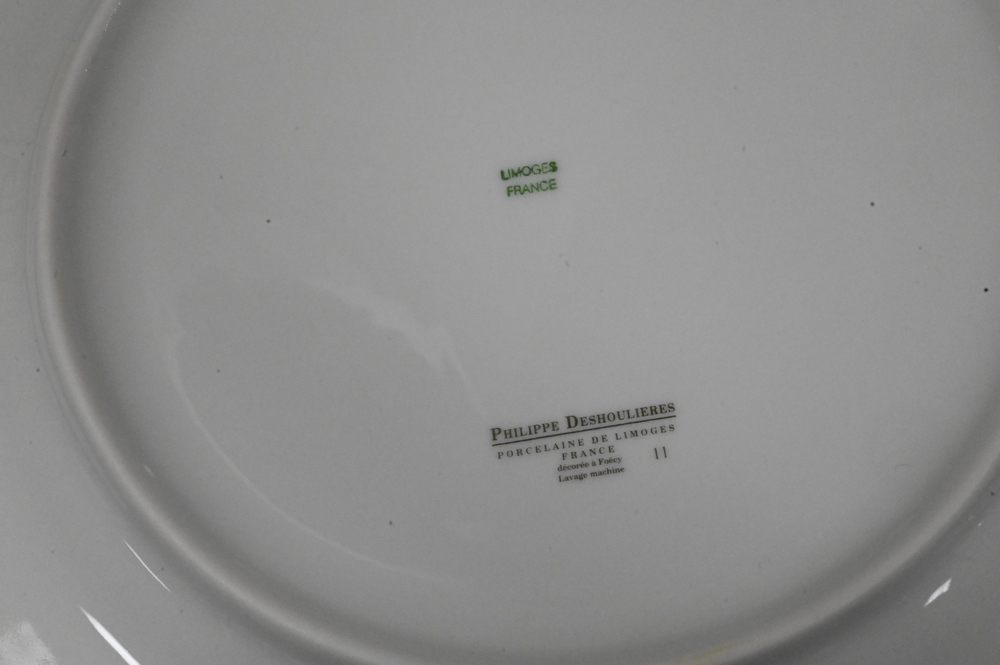 LIMOGES
FRANCE
PHILIPPE DESHOULIERES
PORCELAINE DE LIMOGES
FRANCE 11
décorée à Foëcy
Lavage machine